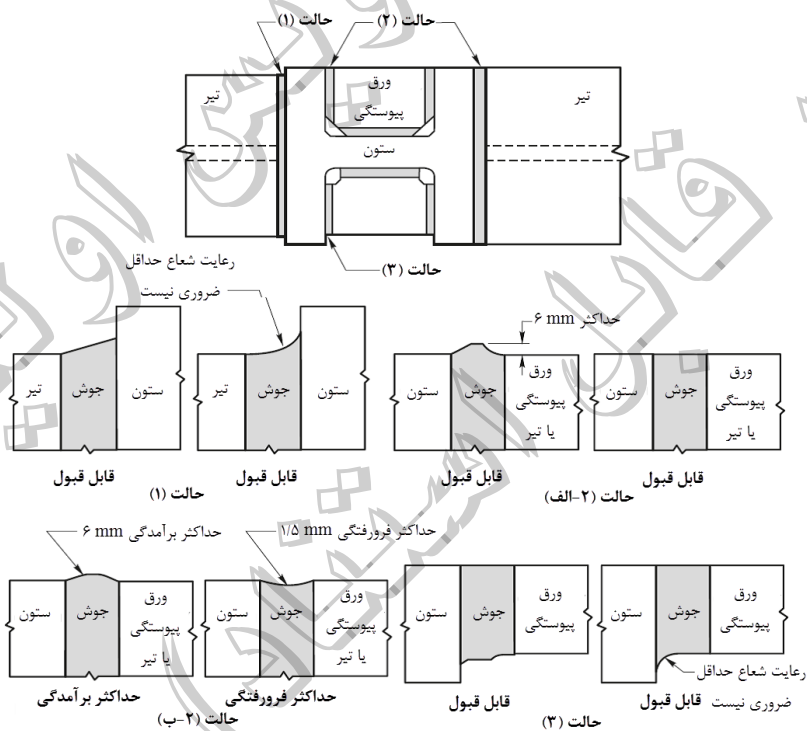 حالت (۱)
حالت (۲)
تیر
ورق
پیوستگی
ستون
تیر
حالت (۳)
رعایت شعاع حداقل
ضروری نیست
حداکثر ۶ mm
تیر
جوش
ستون
قابل قبول
تیر
جوش
ستون
قابل قبول
حالت (۱)
ستون
جوش
ورق
پیوستگی
یا تیر
قابل قبول
ستون
جوش
ورق
پیوستگی
یا تیر
قابل قبول
حالت (۲-الف)
حداکثر برآمدگی ۶ mm
حداکثر فرورفتگی ۱/۵ mm
ستون
جوش
ورق
پیوستگی
یا تیر
حداکثر برآمدگی
ستون
جوش
ورق
پیوستگی
یا تیر
حداکثر فرورفتگی
حالت (۲-ب)
ستون
جوش
ورق
پیوستگی
قابل قبول
ستون
جوش
ورق
پیوستگی
رعایت شعاع حداقل
ضروری نیست
قابل قبول
حالت (۳)